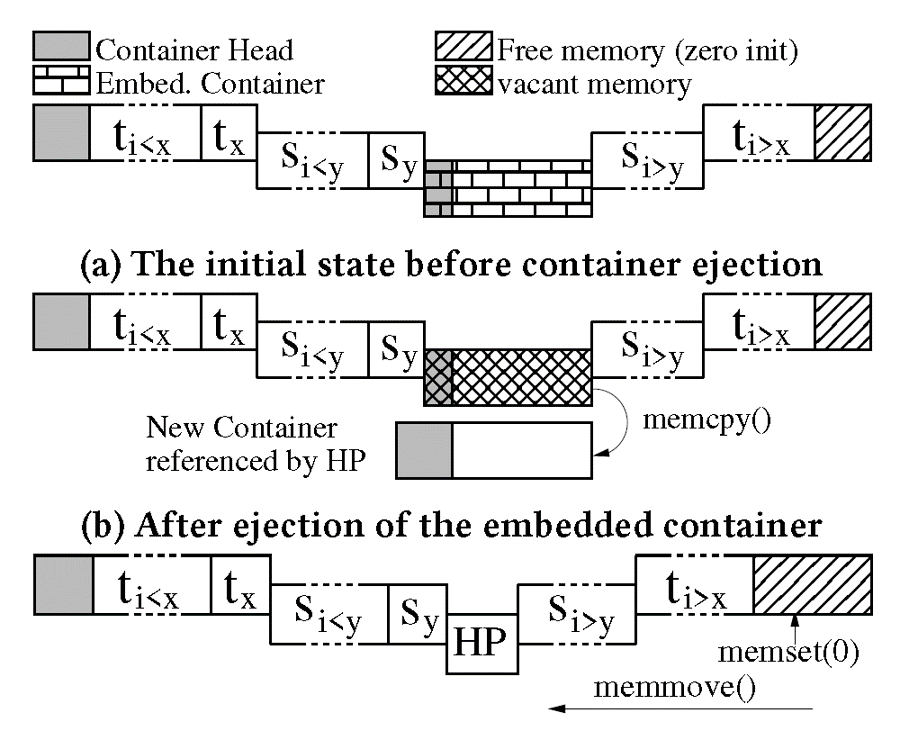 Container Head
Free memory (zero init)
Embed. Container
vacant memory
t_{i<x} t_x s_{i<y} s_y s_{i>y} t_{i>x}
(a) The initial state before container ejection
t_{i<x} t_x s_{i<y} s_y s_{i>y} t_{i>x}
memcpy()
New Container
referenced by HP
(b) After ejection of the embedded container
t_{i<x} t_x s_{i<y} s_y HP s_{i>y} t_{i>x}
memset(0)
memmove()